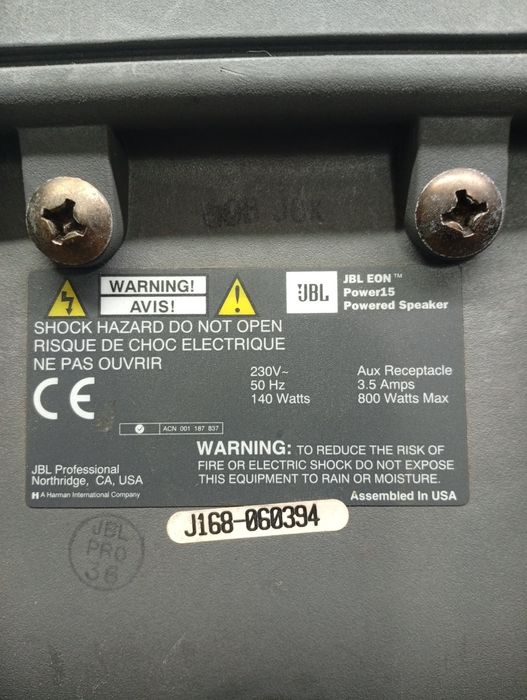 WARNING!
AVIS!
JBL
JBL EON™
Power15
Powered Speaker
SHOCK HAZARD DO NOT OPEN
RISQUE DE CHOC ELECTRIQUE
NE PAS OUVRIR
230V~
50 Hz
140 Watts
Aux Receptacle
3.5 Amps
800 Watts Max
CE
ACN 001 187 837
WARNING: TO REDUCE THE RISK OF
FIRE OR ELECTRIC SHOCK DO NOT EXPOSE
THIS EQUIPMENT TO RAIN OR MOISTURE.
JBL Professional
Northridge, CA, USA
H A Harman International Company
Assembled In USA
J168-060394
JBL
PRO
36